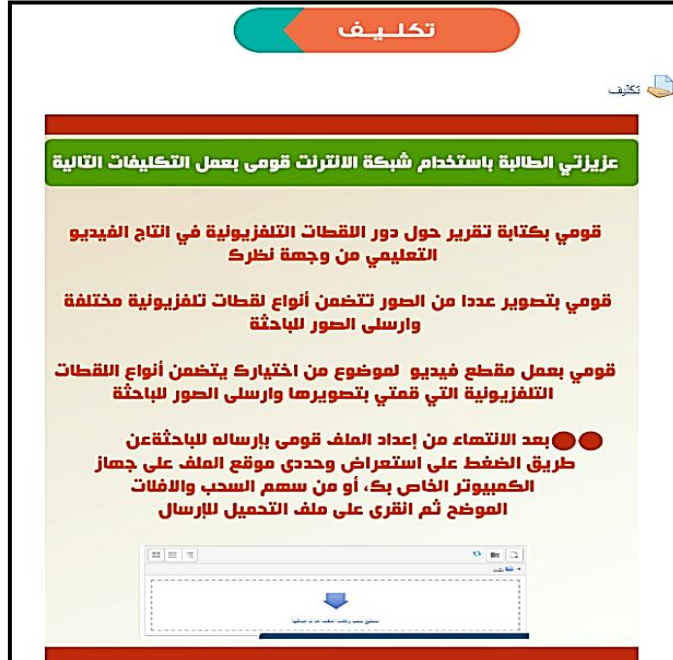 تكلـيـف
تكليف
عزيزتي الطالبة باستخدام شبكة الانترنت قومى بعمل التكليفات التالية
قومي بكتابة تقرير حول دور اللقطات التلفزيونية في انتاج الفيديو
التعليمي من وجهة نظرك
قومي بتصوير عددا من الصور تتضمن أنواع لقطات تلفزيونية مختلفة
وارسلى الصور للباحثة
قومي بعمل مقطع فيديو لموضوع من اختيارك يتضمن أنواع اللقطات
التلفزيونية التي قمتي بتصويرها وارسلى الصور للباحثة
بعد الانتهاء من إعداد الملف قومى بإرساله للباحثةعن
طريق الضغط على استعراض وحددى موقع الملف على جهاز
الكمبيوتر الخاص بك، أو من سهم السحب والافلات
الموضح ثم انقرى على ملف التحميل للإرسال